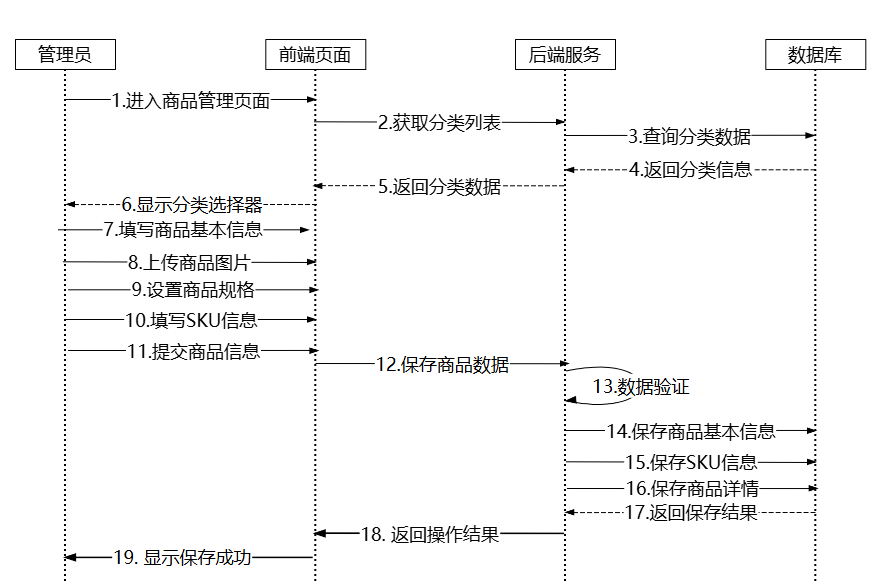 管理员
前端页面
后端服务
数据库
1.进入商品管理页面
2.获取分类列表
3.查询分类数据
4.返回分类信息
5.返回分类数据
6.显示分类选择器
7.填写商品基本信息
8.上传商品图片
9.设置商品规格
10.填写SKU信息
11.提交商品信息
12.保存商品数据
13.数据验证
14.保存商品基本信息
15.保存SKU信息
16.保存商品详情
17.返回保存结果
18. 返回操作结果
19. 显示保存成功